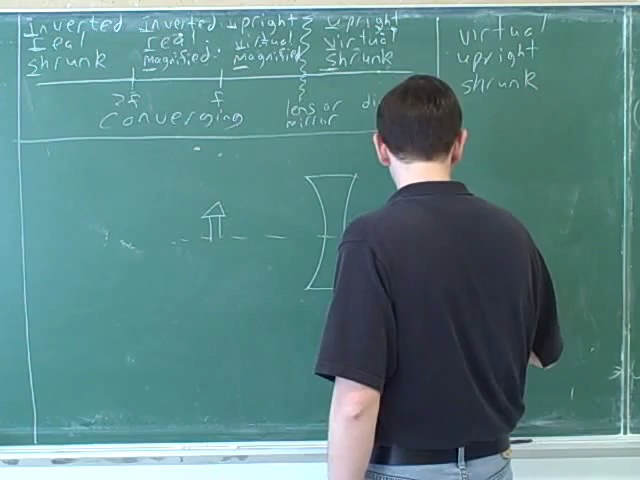 Inverted Inverted upright upright
real real virtual virtual
shrunk Magnified. magnified shrunk
virtual
upright
shrunk
>f f
converging lens or
mirror
di